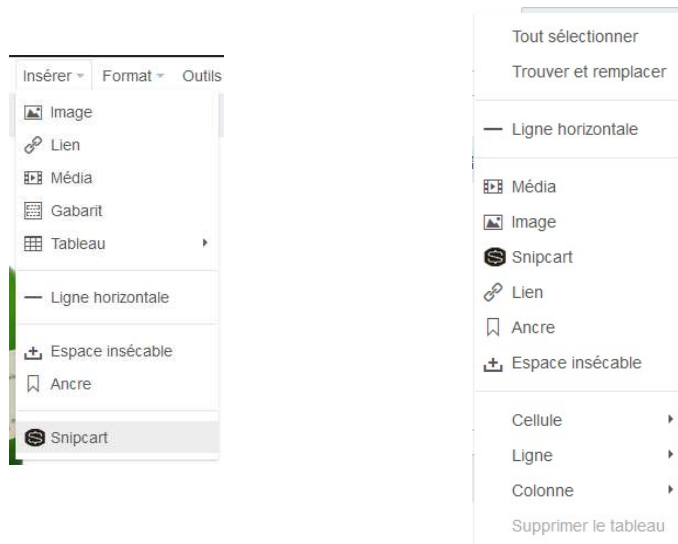 Insérer Format Outils
Image
Lien
Média
Gabarit
Tableau
Ligne horizontale
Espace insécable
Ancre
Snipcart
Tout sélectionner
Trouver et remplacer
Ligne horizontale
Média
Image
Snipcart
Lien
Ancre
Espace insécable
Cellule
Ligne
Colonne
Supprimer le tableau